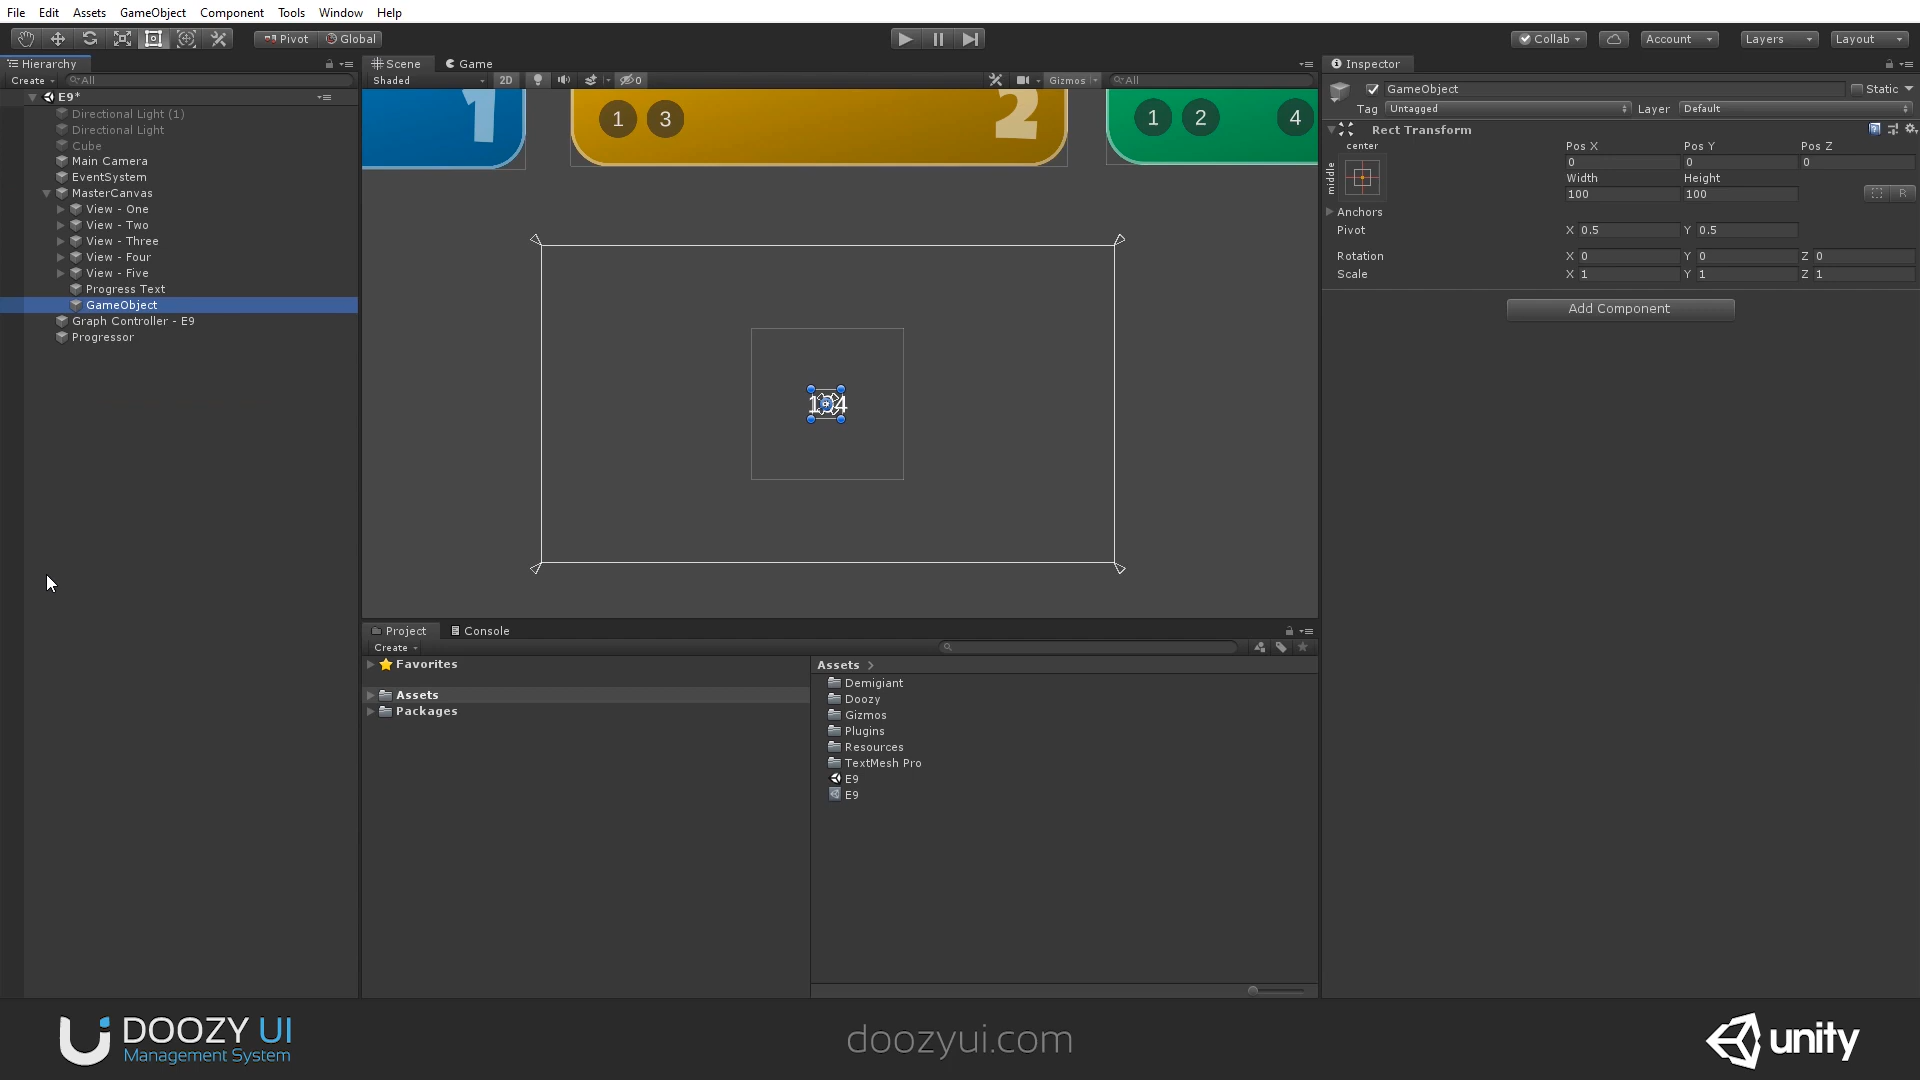 File Edit Assets GameObject Component Tools Window Help
Pivot Global Collab Account Layers Layout
Hierarchy
Create All
E9*
Directional Light (1)
Directional Light
Cube
Main Camera
EventSystem
MasterCanvas
View - One
View - Two
View - Three
View - Four
View - Five
Progress Text
GameObject
Graph Controller - E9
Progressor
Scene Game
Shaded 2D 0 Gizmos All
1
1 3 2
1 2 4
Project Console
Create
Favorites
Assets
Packages
Assets >
Demigiant
Doozy
Gizmos
Plugins
Resources
TextMesh Pro
E9
E9
Inspector
GameObject Static
Tag Untagged Layer Default
Rect Transform
center
middle
Pos X Pos Y Pos Z
0 0 0
Width Height
100 100 R
Anchors
Pivot X 0.5 Y 0.5
Rotation X 0 Y 0 Z 0
Scale X 1 Y 1 Z 1
Add Component
DOOZY UI
Management System
doozyui.com
unity